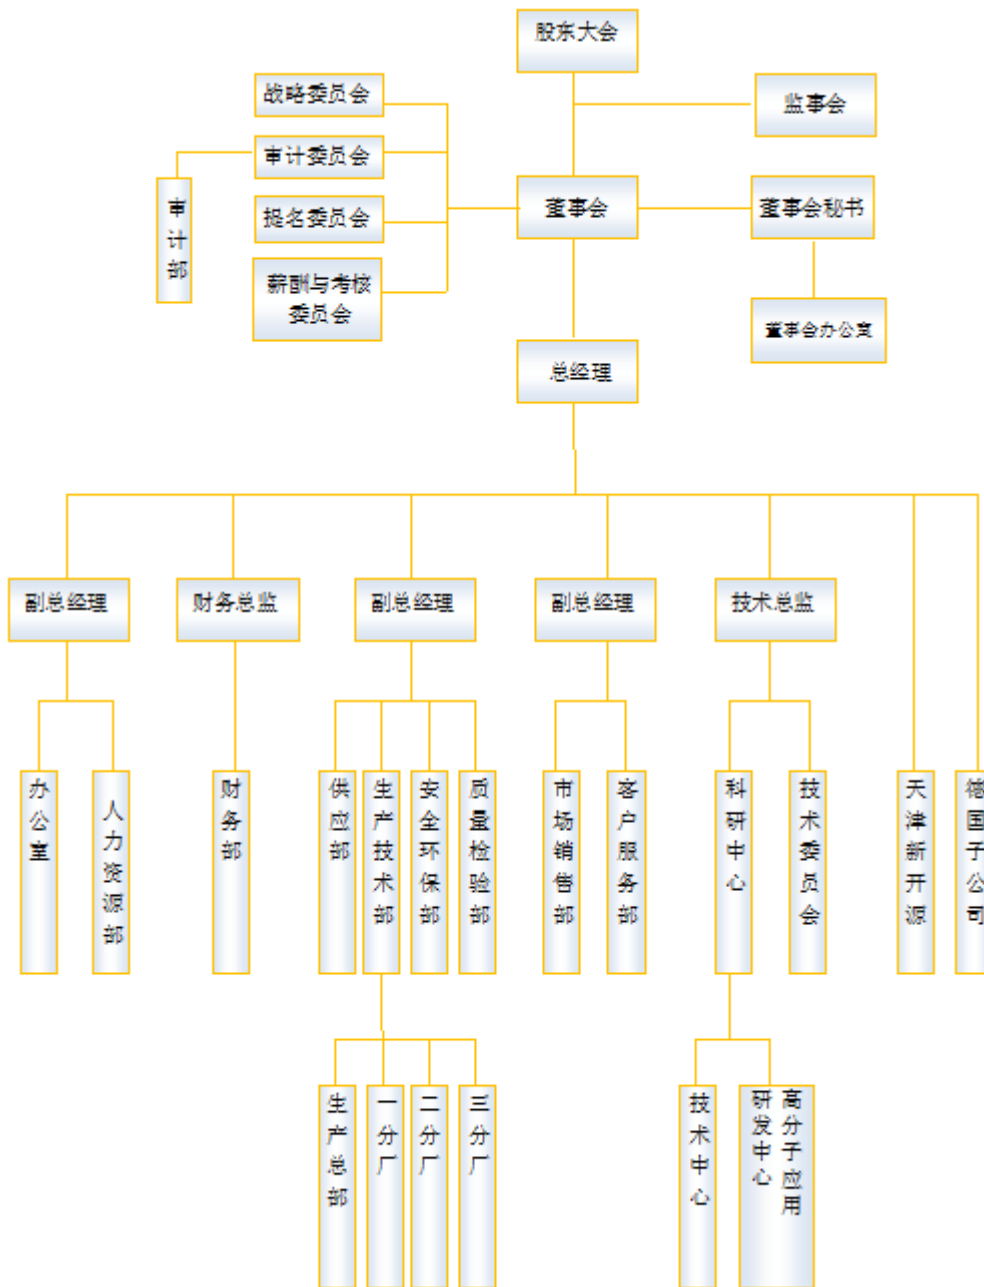 股东大会
战略委员会
监事会
审计委员会
审计部
提名委员会
董事会
董事会秘书
薪酬与考核
委员会
董事会办公室
总经理
副总经理
财务总监
副总经理
副总经理
技术总监
办公室
人力资源部
财务部
供应部
生产技术部
安全环保部
质量检验部
市场销售部
客户服务部
科研中心
技术委员会
天津新开源
德国子公司
生产总部
一分厂
二分厂
三分厂
技术中心
高分子应用
研发中心